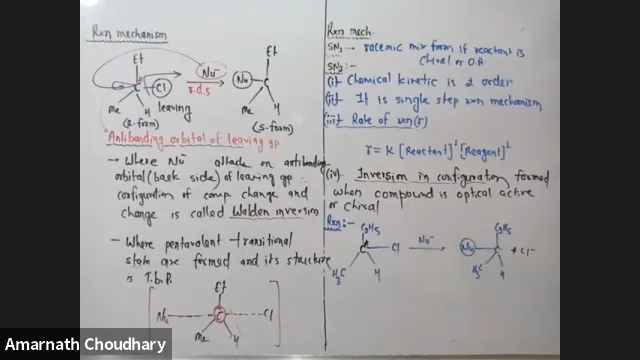 Rxn mechanism
Et
Nu⁻
C
Cl
r.d.s
Me
H
leaving
(R-form)
Et
Nu
C
Me
H
(S-form)
Antibonding orbital of leaving gp
→ Where Nu⁻ attack on antibonding
orbital (back side) of leaving gp ∴
configuration of comp change and
change is called Walden inversion
→ Where pentavalent transitional
state are formed and its structure
is T.b.P.
Et
Nu
C
Cl
Me
H
Rxn mech.
SN1 → racemic mix form if reactant is
chiral or O.A
SN2 :-
(i) Chemical kinetic is 2 order
(ii) It is single step rxn mechanism
(iii) Rate of rxn (r)
r = K [Reactant]¹ [Reagent]¹
(iv) Inversion in configuration formed
when compound is optical active
or chiral
Rxn :-
C₂H₅
C
Cl
H₃C
H
Nu⁻
C₂H₅
Nu
C
+ Cl⁻
H₃C
H
Amarnath Choudhary